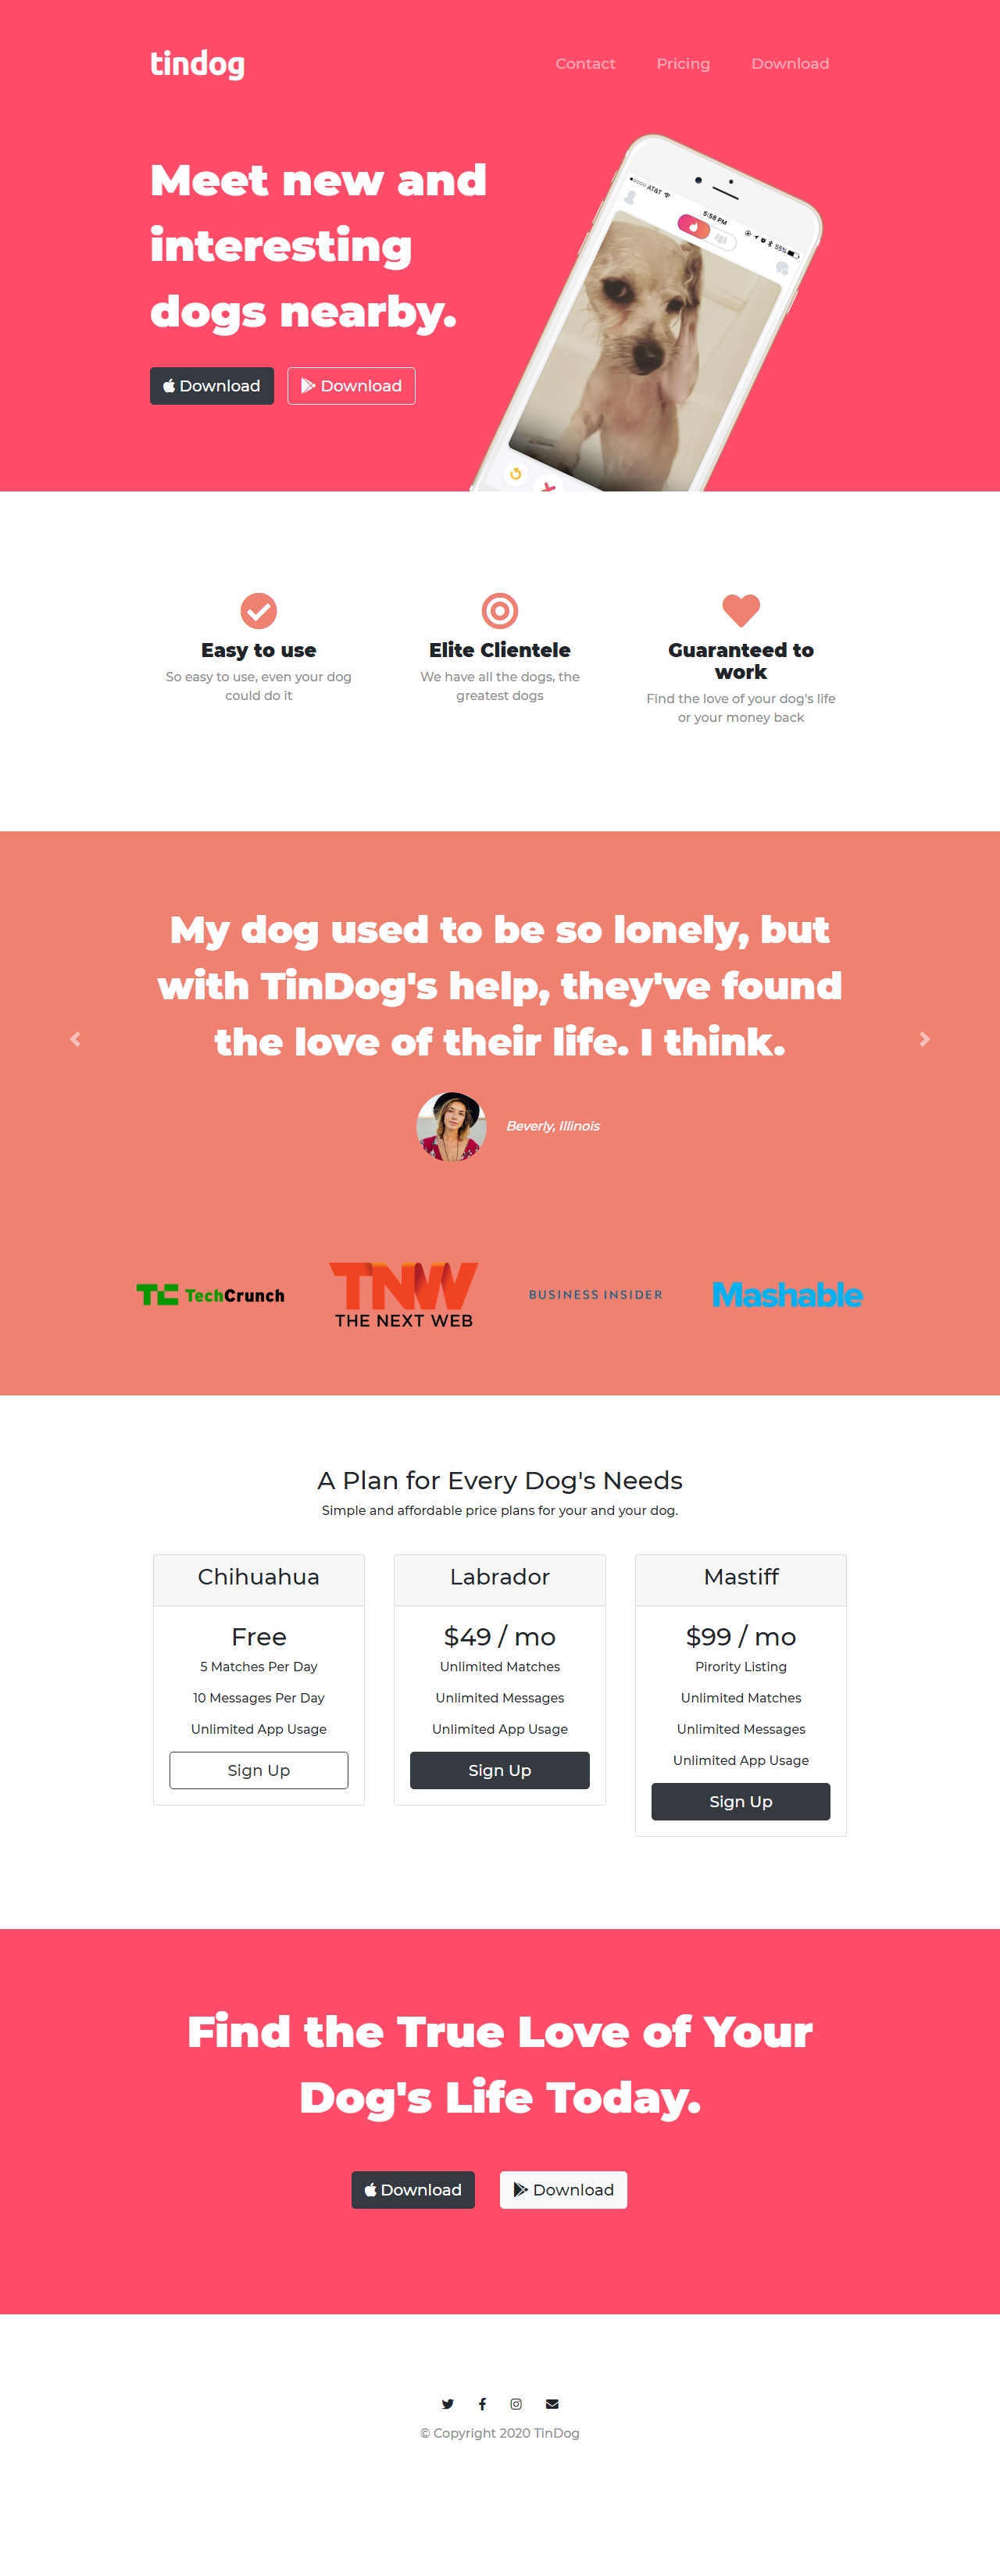 tindog
Contact Pricing Download
Meet new and
interesting
dogs nearby.
Download Download
●○○○○ AT&T
5:58 PM
55%
Easy to use
So easy to use, even your dog
could do it
Elite Clientele
We have all the dogs, the
greatest dogs
Guaranteed to
work
Find the love of your dog's life
or your money back
My dog used to be so lonely, but
with TinDog's help, they've found
the love of their life. I think.
Beverly, Illinois
TC TechCrunch
TNW
THE NEXT WEB
BUSINESS INSIDER
Mashable
A Plan for Every Dog's Needs
Simple and affordable price plans for your and your dog.
Chihuahua
Free
5 Matches Per Day
10 Messages Per Day
Unlimited App Usage
Sign Up
Labrador
$49 / mo
Unlimited Matches
Unlimited Messages
Unlimited App Usage
Sign Up
Mastiff
$99 / mo
Pirority Listing
Unlimited Matches
Unlimited Messages
Unlimited App Usage
Sign Up
Find the True Love of Your
Dog's Life Today.
Download Download
© Copyright 2020 TinDog